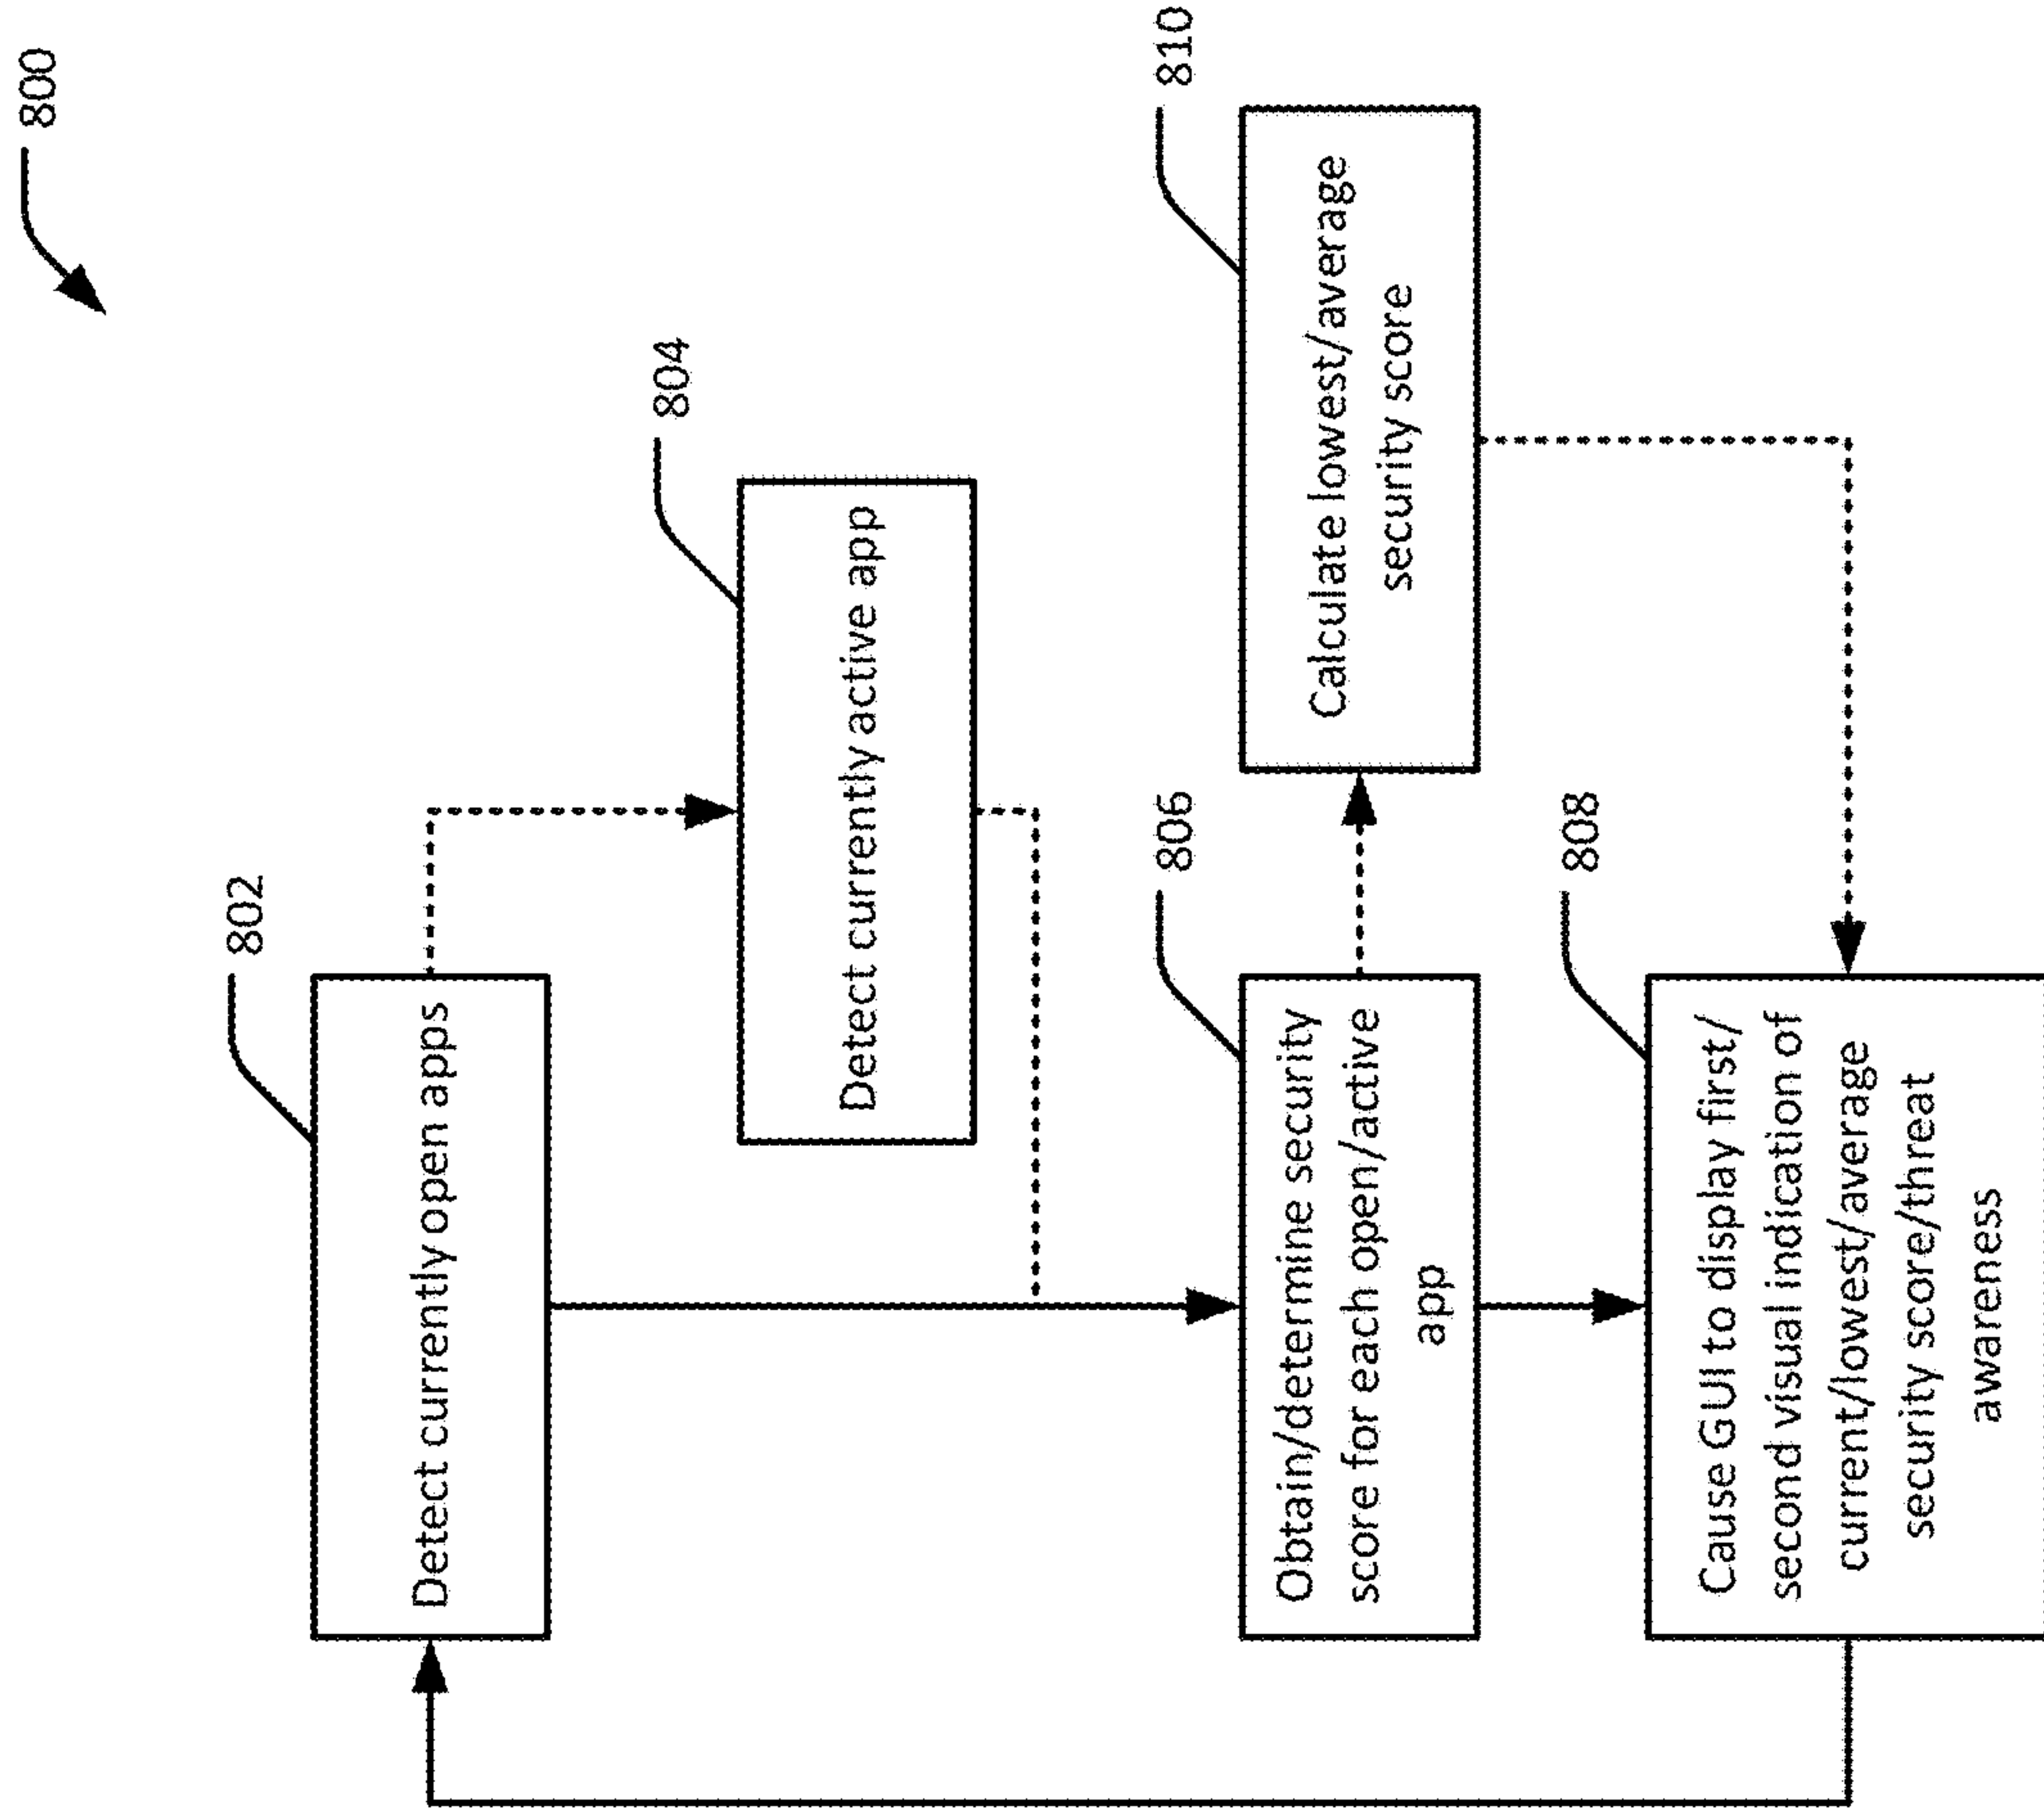 800
802
Detect currently open apps
804
Detect currently active app
806
Obtain/determine security
score for each open/active
app
810
Calculate lowest/average
security score
808
Cause GUI to display first/
second visual indication of
current/lowest/average
security score/threat
awareness